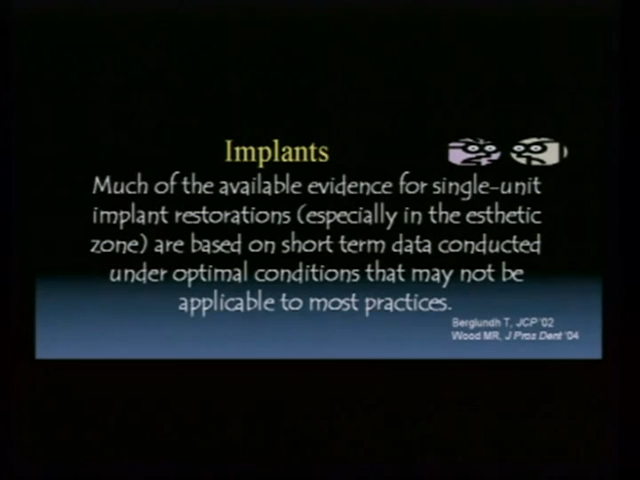 Implants
Much of the available evidence for single-unit
implant restorations (especially in the esthetic
zone) are based on short term data conducted
under optimal conditions that may not be
applicable to most practices.
Berglundh T, JCP '02
Wood MR, J Pros Dent '04